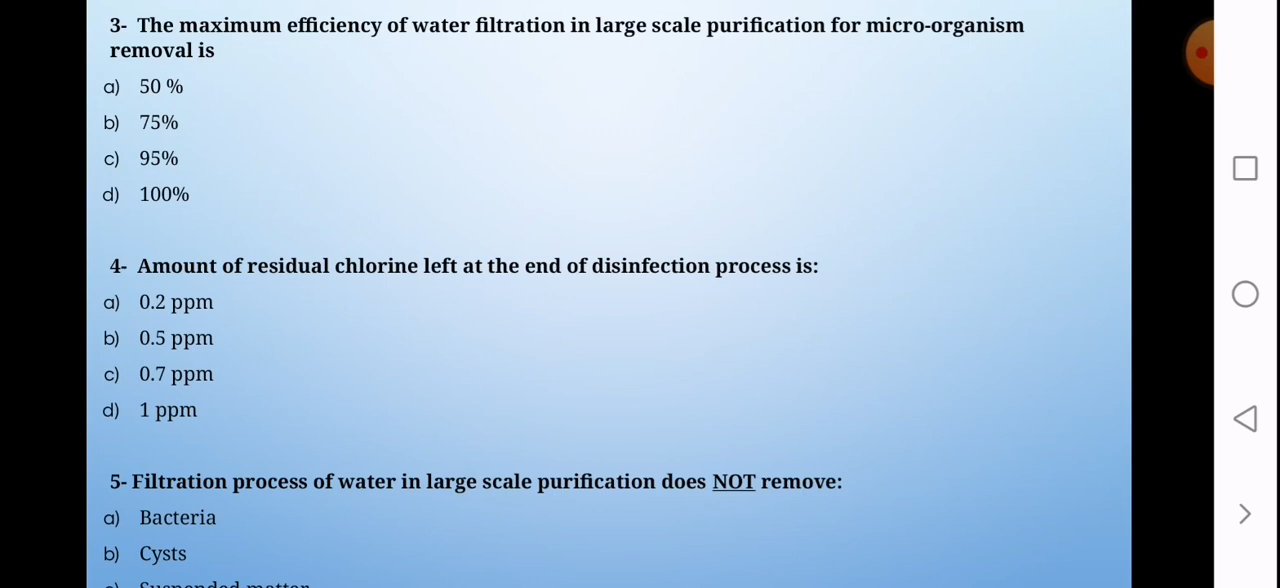 3- The maximum efficiency of water filtration in large scale purification for micro-organism
removal is
a) 50 %
b) 75%
c) 95%
d) 100%
4- Amount of residual chlorine left at the end of disinfection process is:
a) 0.2 ppm
b) 0.5 ppm
c) 0.7 ppm
d) 1 ppm
5- Filtration process of water in large scale purification does NOT remove:
a) Bacteria
b) Cysts
c) Suspended matter